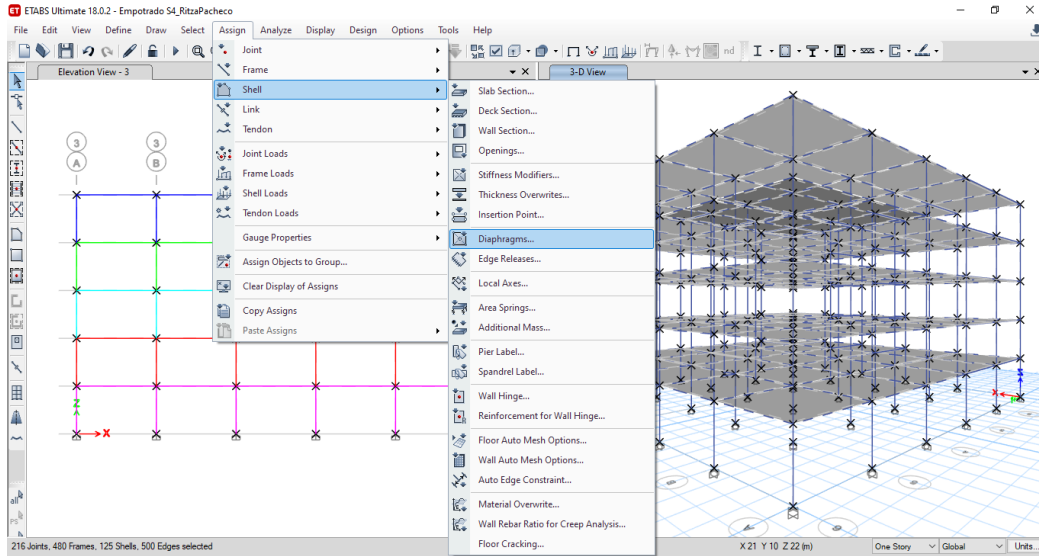 ETABS Ultimate 18.0.2 - Empotrado S4_RitzaPacheco
File Edit View Define Draw Select Assign Analyze Display Design Options Tools Help
nd
Elevation View - 3
3-D View
3 3
A B
X
Z
Joint
Frame
Shell
Link
Tendon
Joint Loads
Frame Loads
Shell Loads
Tendon Loads
Gauge Properties
Assign Objects to Group...
Clear Display of Assigns
Copy Assigns
Paste Assigns
Slab Section...
Deck Section...
Wall Section...
Openings...
Stiffness Modifiers...
Thickness Overwrites...
Insertion Point...
Diaphragms...
Edge Releases...
Local Axes...
Area Springs...
Additional Mass...
Pier Label...
Spandrel Label...
Wall Hinge...
Reinforcement for Wall Hinge...
Floor Auto Mesh Options...
Wall Auto Mesh Options...
Auto Edge Constraint...
Material Overwrite...
Wall Rebar Ratio for Creep Analysis...
Floor Cracking...
all
PS
216 Joints, 480 Frames, 125 Shells, 500 Edges selected
X 21 Y 10 Z 22 (m)
One Story
Global
Units...